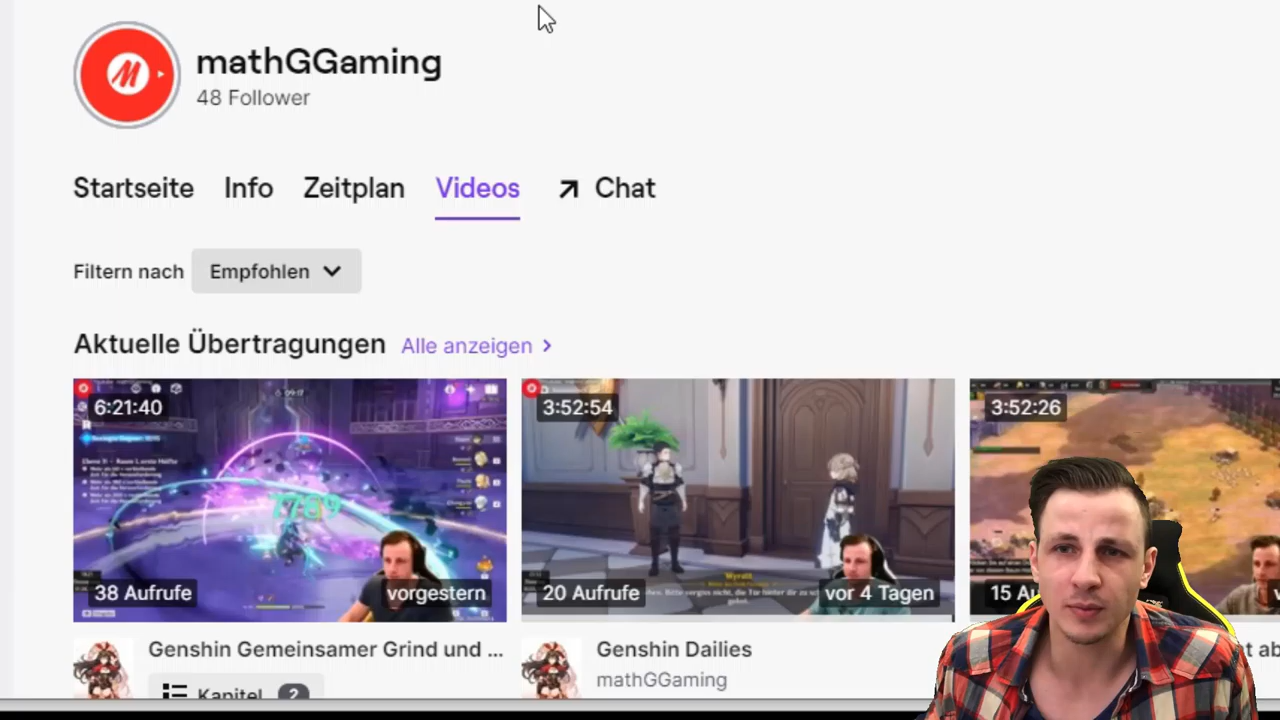 mathGGaming
48 Follower
Startseite Info Zeitplan Videos Chat
Filtern nach Empfohlen
Aktuelle Übertragungen Alle anzeigen
6:21:40
3:52:54
3:52:26
7789
38 Aufrufe
vorgestern
20 Aufrufe
vor 4 Tagen
15 Au
Genshin Gemeinsamer Grind und ...
Genshin Dailies
t ab
Kapitel 2
mathGGaming